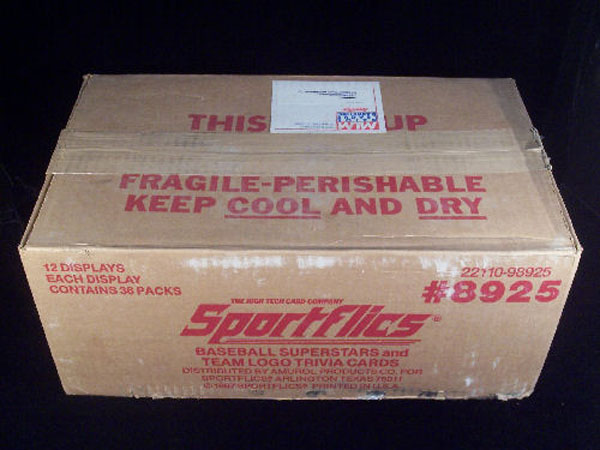 THIS UP
FRAGILE-PERISHABLE
KEEP COOL AND DRY
12 DISPLAYS
EACH DISPLAY
CONTAINS 36 PACKS
22110-98925
#8925
THE HIGH TECH CARD COMPANY
Sportflics®
BASEBALL SUPERSTARS and
TEAM LOGO TRIVIA CARDS
DISTRIBUTED BY AMUROL PRODUCTS CO. FOR
SPORTFLICS® ARLINGTON TEXAS 76011
© 1987 SPORTFLICS® PRINTED IN U.S.A.